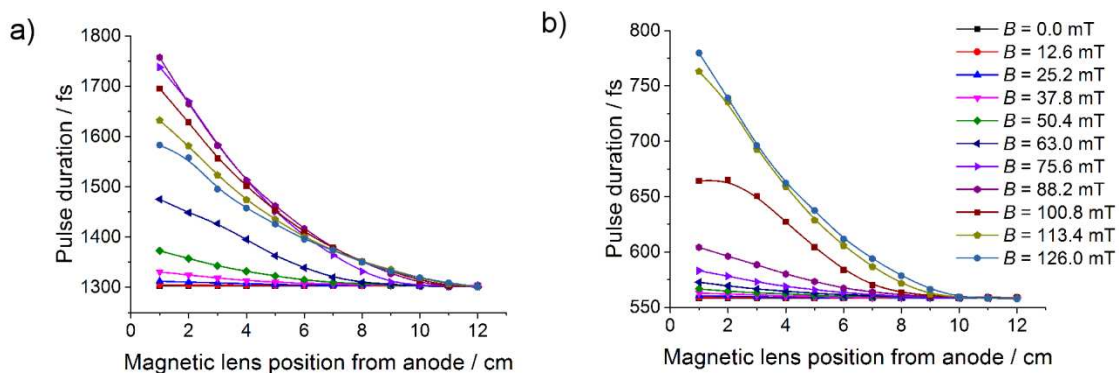 a)
Pulse duration / fs
1800
1700
1600
1500
1400
1300
0 2 4 6 8 10 12
Magnetic lens position from anode / cm
b)
Pulse duration / fs
800
750
700
650
600
550
0 2 4 6 8 10 12
Magnetic lens position from anode / cm
B = 0.0 mT
B = 12.6 mT
B = 25.2 mT
B = 37.8 mT
B = 50.4 mT
B = 63.0 mT
B = 75.6 mT
B = 88.2 mT
B = 100.8 mT
B = 113.4 mT
B = 126.0 mT